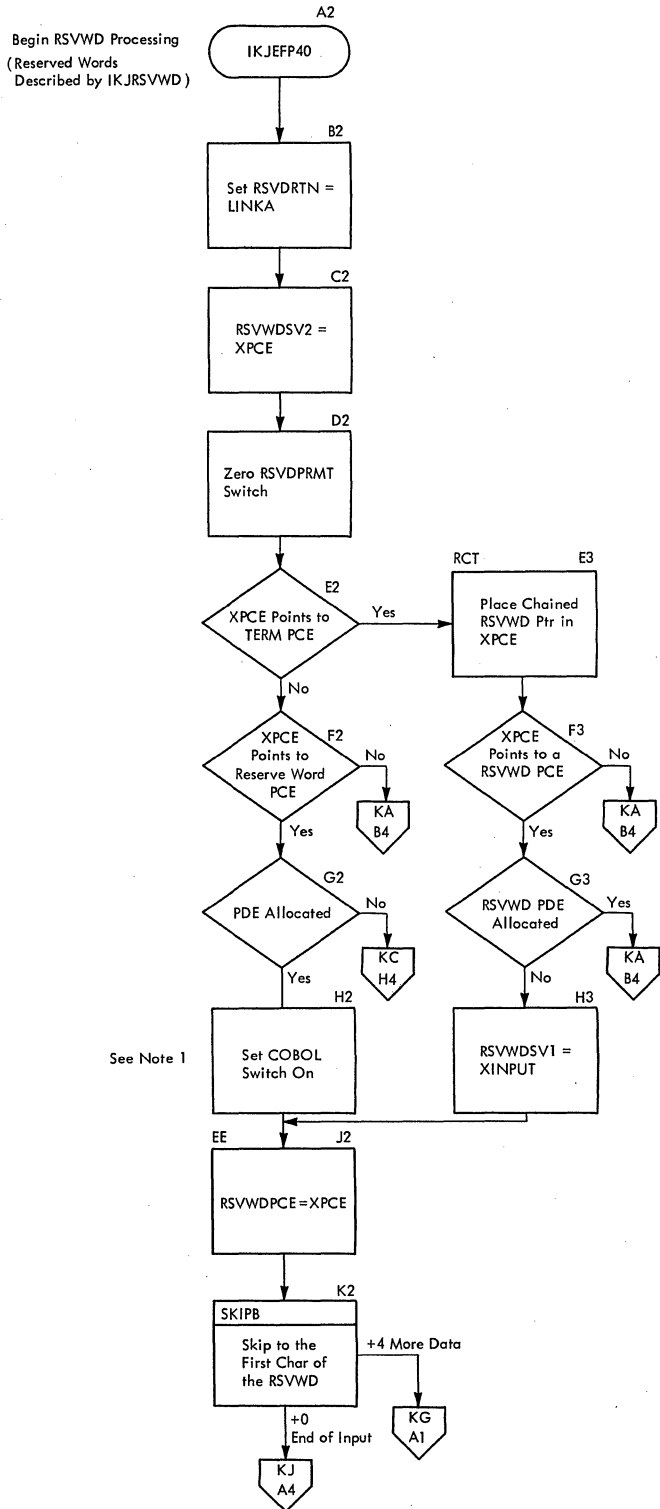 A2
Begin RSVWD Processing
(Reserved Words
Described by IKJRSVWD)
IKJEFP40
B2
Set RSVDRTN =
LINKA
C2
RSVWDSV2 =
XPCE
D2
Zero RSVDPRMT
Switch
E2
XPCE Points to
TERM PCE
Yes
No
RCT
E3
Place Chained
RSVWD Ptr in
XPCE
F2
XPCE
Points to
Reserve Word
PCE
No
KA
B4
Yes
F3
XPCE
Points to a
RSVWD PCE
No
KA
B4
Yes
G2
PDE Allocated
No
KC
H4
Yes
G3
RSVWD PDE
Allocated
Yes
KA
B4
No
H2
See Note 1
Set COBOL
Switch On
H3
RSVWDSV1 =
XINPUT
EE
J2
RSVWDPCE=XPCE
K2
SKIPB
Skip to the
First Char of
the RSVWD
+4 More Data
KG
A1
+0
End of Input
KJ
A4